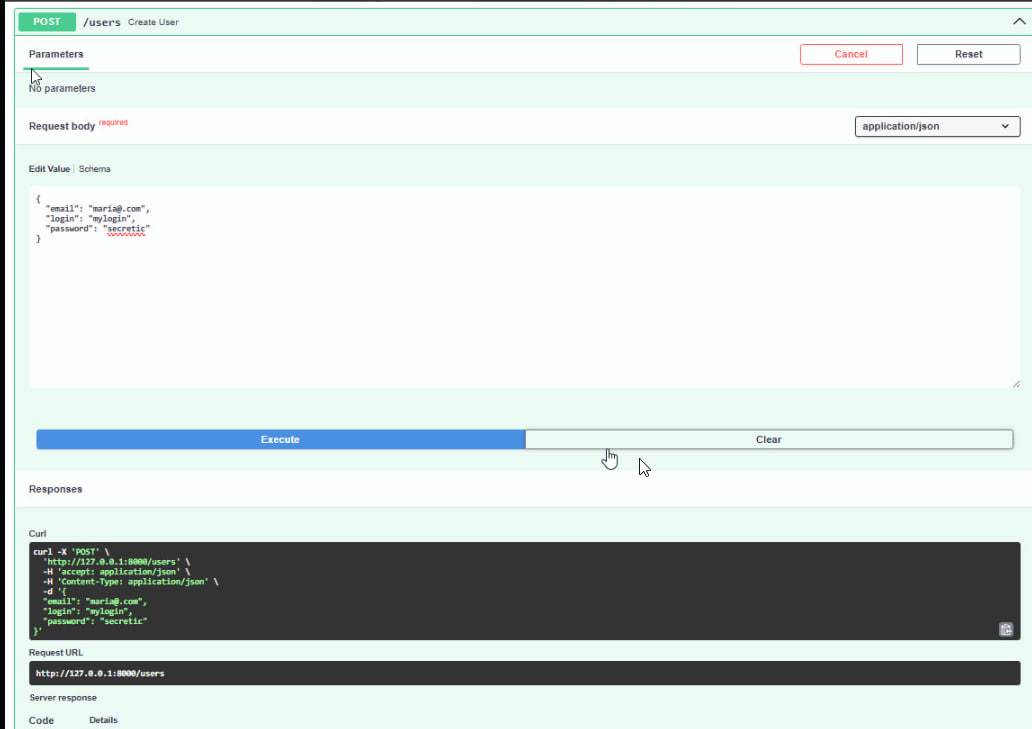 POST /users Create User
Parameters
Cancel Reset
No parameters
Request body required
application/json
Edit Value | Schema
{
"email": "maria@.com",
"login": "mylogin",
"password": "secretic"
}
Execute Clear
Responses
Curl
curl -X 'POST' \
'http://127.0.0.1:8000/users' \
-H 'accept: application/json' \
-H 'Content-Type: application/json' \
-d '{
"email": "maria@.com",
"login": "mylogin",
"password": "secretic"
}'
Request URL
http://127.0.0.1:8000/users
Server response
Code Details